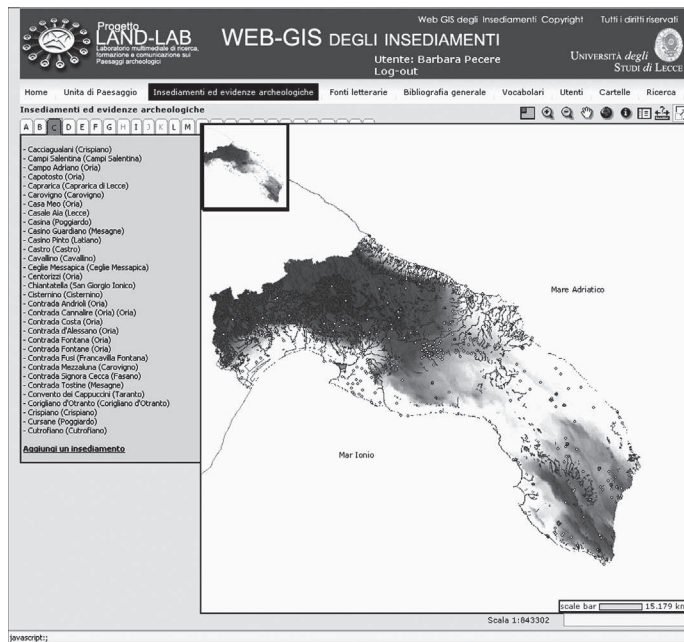 Web GIS degli Insediamenti Copyright Tutti i diritti riservati
Progetto
LAND-LAB
Laboratorio multimediale di ricerca,
formazione e comunicazione sui
Paesaggi archeologici
WEB-GIS DEGLI INSEDIAMENTI
Utente: Barbara Pecere
Log-out
UNIVERSITÀ degli
STUDI di LECCE
Home Unita di Paesaggio Insediamenti ed evidenze archeologiche Fonti letterarie Bibliografia generale Vocabolari Utenti Cartelle Ricerca
Insediamenti ed evidenze archeologiche
A B C D E F G H I J K L M
- Cacciagualani (Crispiano)
- Campi Salentina (Campi Salentina)
- Campo Adriano (Oria)
- Capotosto (Oria)
- Caprarica (Caprarica di Lecce)
- Carovigno (Carovigno)
- Casa Meo (Oria)
- Casale Aia (Lecce)
- Casina (Poggiardo)
- Casino Guardiano (Mesagne)
- Casino Pinto (Latiano)
- Castro (Castro)
- Cavallino (Cavallino)
- Ceglie Messapica (Ceglie Messapica)
- Centorizzi (Oria)
- Chiantatella (San Giorgio Ionico)
- Cisternino (Cisternino)
- Contrada Andrioli (Oria)
- Contrada Cannalire (Oria) (Oria)
- Contrada Costa (Oria)
- Contrada d'Alessano (Oria)
- Contrada Fontana (Oria)
- Contrada Fontane (Oria)
- Contrada Fusi (Francavilla Fontana)
- Contrada Mezzaluna (Carovigno)
- Contrada Signora Cecca (Fasano)
- Contrada Tostine (Mesagne)
- Convento dei Cappuccini (Taranto)
- Corigliano d'Otranto (Corigliano d'Otranto)
- Crispiano (Crispiano)
- Cursane (Poggiardo)
- Cutrofiano (Cutrofiano)
Aggiungi un insediamento
Mare Adriatico
Mar Ionio
scale bar 15.179 km
Scala 1:843302
javascript:;